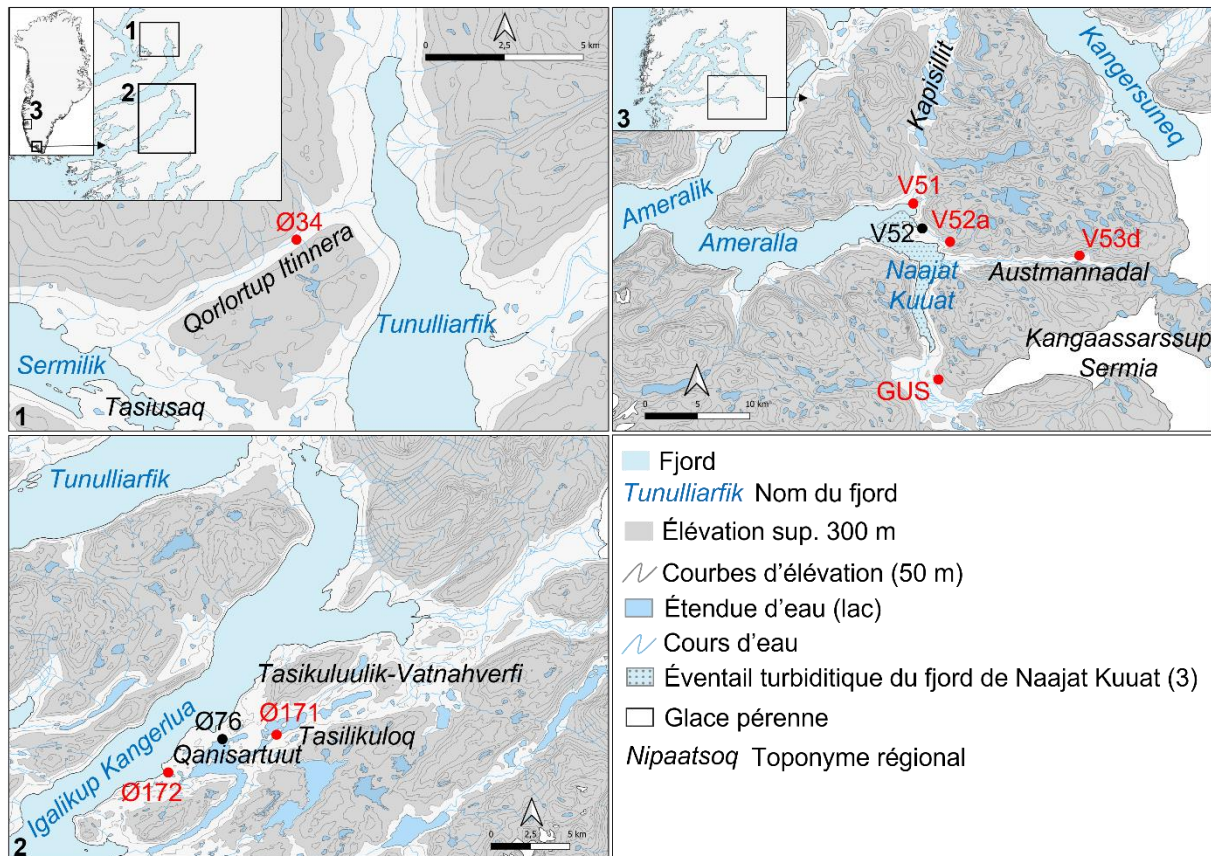 1
2
3
0
2,5
5 km
Ø34
Qorlortup Itinnera
Tunulliarfik
Sermilik
Tasiusaq
1
3
Kapisillit
Kangersuneq
Ameralik
V51
V52
V52a
V53d
Ameralla
Naajat
Kuuat
Austmannadal
Kangaassarssup
Sermia
GUS
0
5
10 km
Tunulliarfik
Tasikuluulik-Vatnahverfi
Ø76
Ø171
Tasilikuloq
Qanisartuut
Ø172
Igalikup Kangerlua
0
2,5
5 km
2
Fjord
Tunulliarfik Nom du fjord
Élévation sup. 300 m
Courbes d'élévation (50 m)
Étendue d'eau (lac)
Cours d'eau
Éventail turbiditique du fjord de Naajat Kuuat (3)
Glace pérenne
Nipaatsoq Toponyme régional